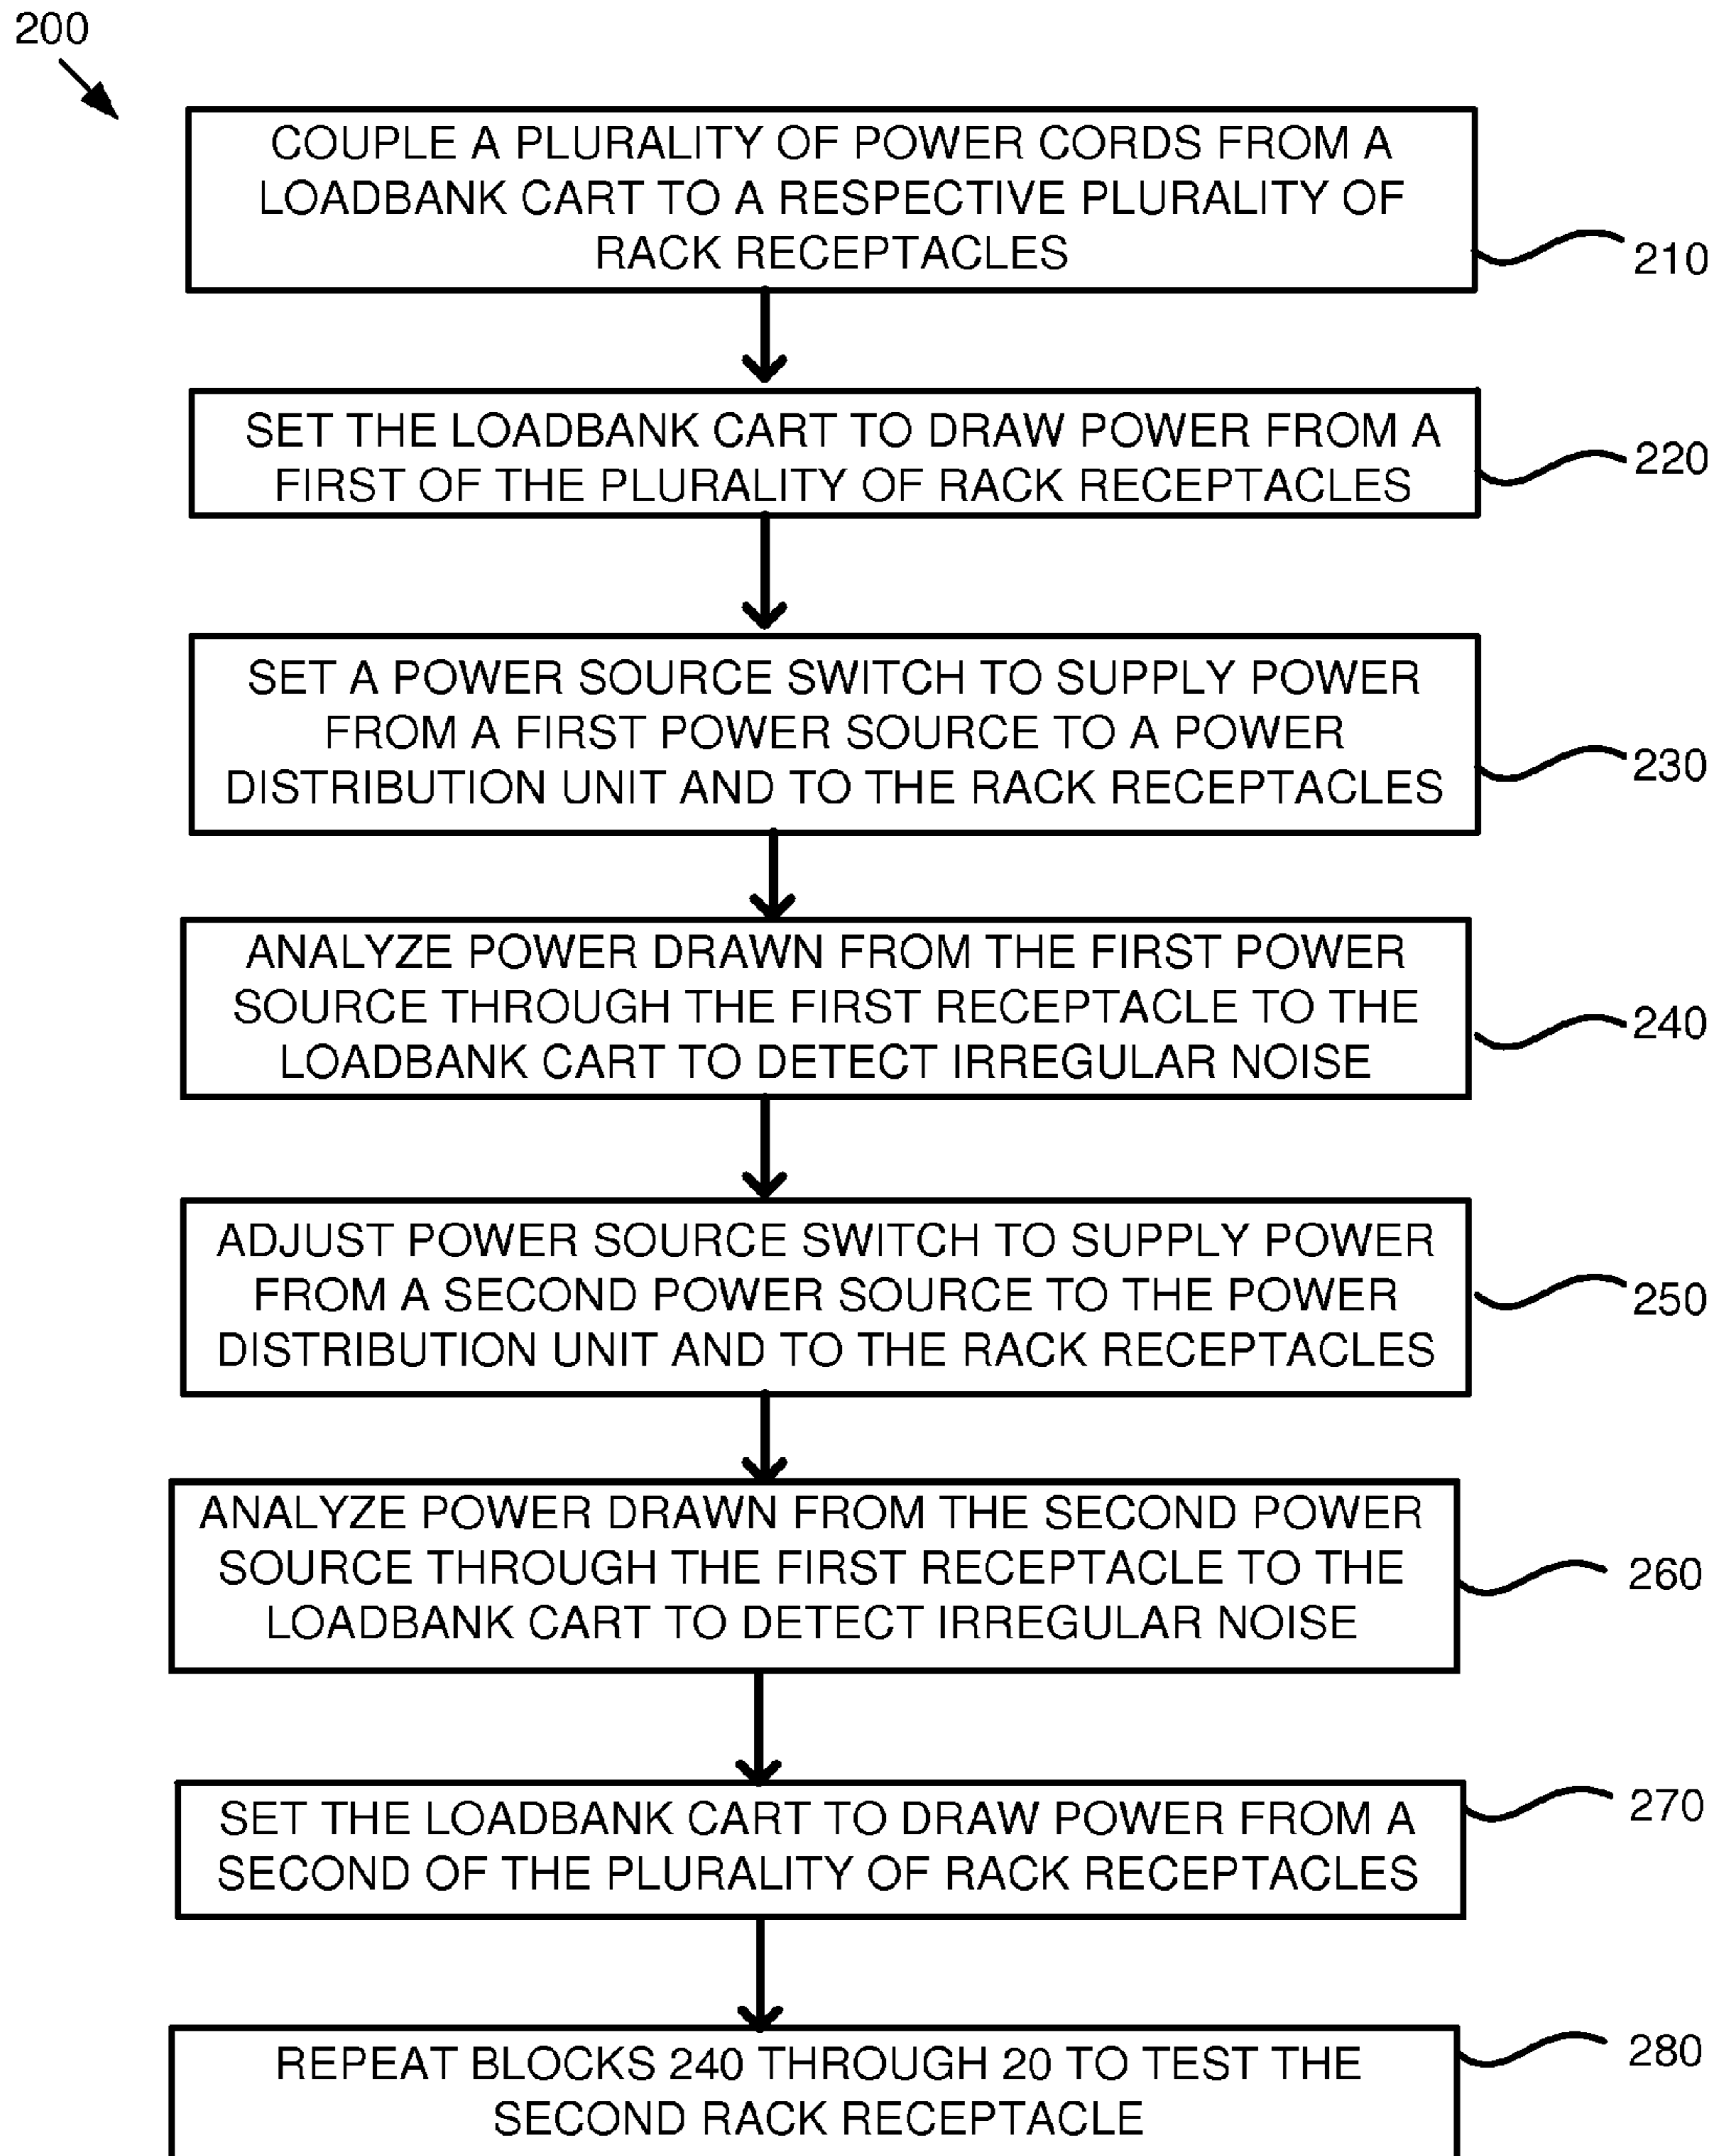 200
COUPLE A PLURALITY OF POWER CORDS FROM A
LOADBANK CART TO A RESPECTIVE PLURALITY OF
RACK RECEPTACLES
210
SET THE LOADBANK CART TO DRAW POWER FROM A
FIRST OF THE PLURALITY OF RACK RECEPTACLES
220
SET A POWER SOURCE SWITCH TO SUPPLY POWER
FROM A FIRST POWER SOURCE TO A POWER
DISTRIBUTION UNIT AND TO THE RACK RECEPTACLES
230
ANALYZE POWER DRAWN FROM THE FIRST POWER
SOURCE THROUGH THE FIRST RECEPTACLE TO THE
LOADBANK CART TO DETECT IRREGULAR NOISE
240
ADJUST POWER SOURCE SWITCH TO SUPPLY POWER
FROM A SECOND POWER SOURCE TO THE POWER
DISTRIBUTION UNIT AND TO THE RACK RECEPTACLES
250
ANALYZE POWER DRAWN FROM THE SECOND POWER
SOURCE THROUGH THE FIRST RECEPTACLE TO THE
LOADBANK CART TO DETECT IRREGULAR NOISE
260
SET THE LOADBANK CART TO DRAW POWER FROM A
SECOND OF THE PLURALITY OF RACK RECEPTACLES
270
REPEAT BLOCKS 240 THROUGH 20 TO TEST THE
SECOND RACK RECEPTACLE
280